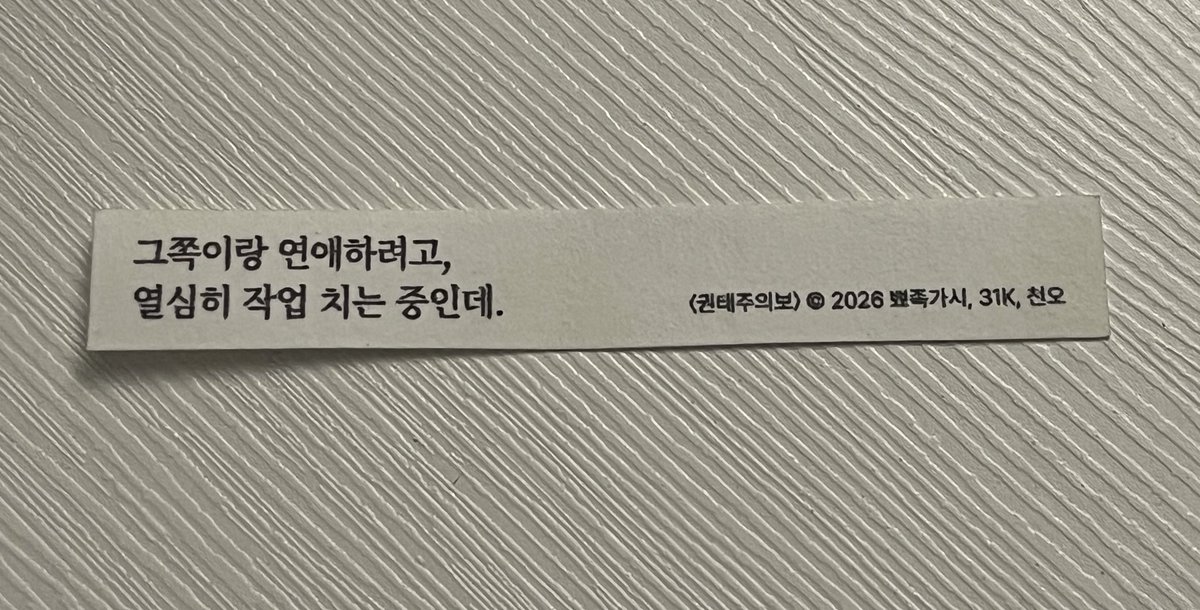 그쪽이랑 연애하려고,
열심히 작업 치는 중인데.
〈권태주의보〉 © 2026 뾰족가시, 31K, 천오